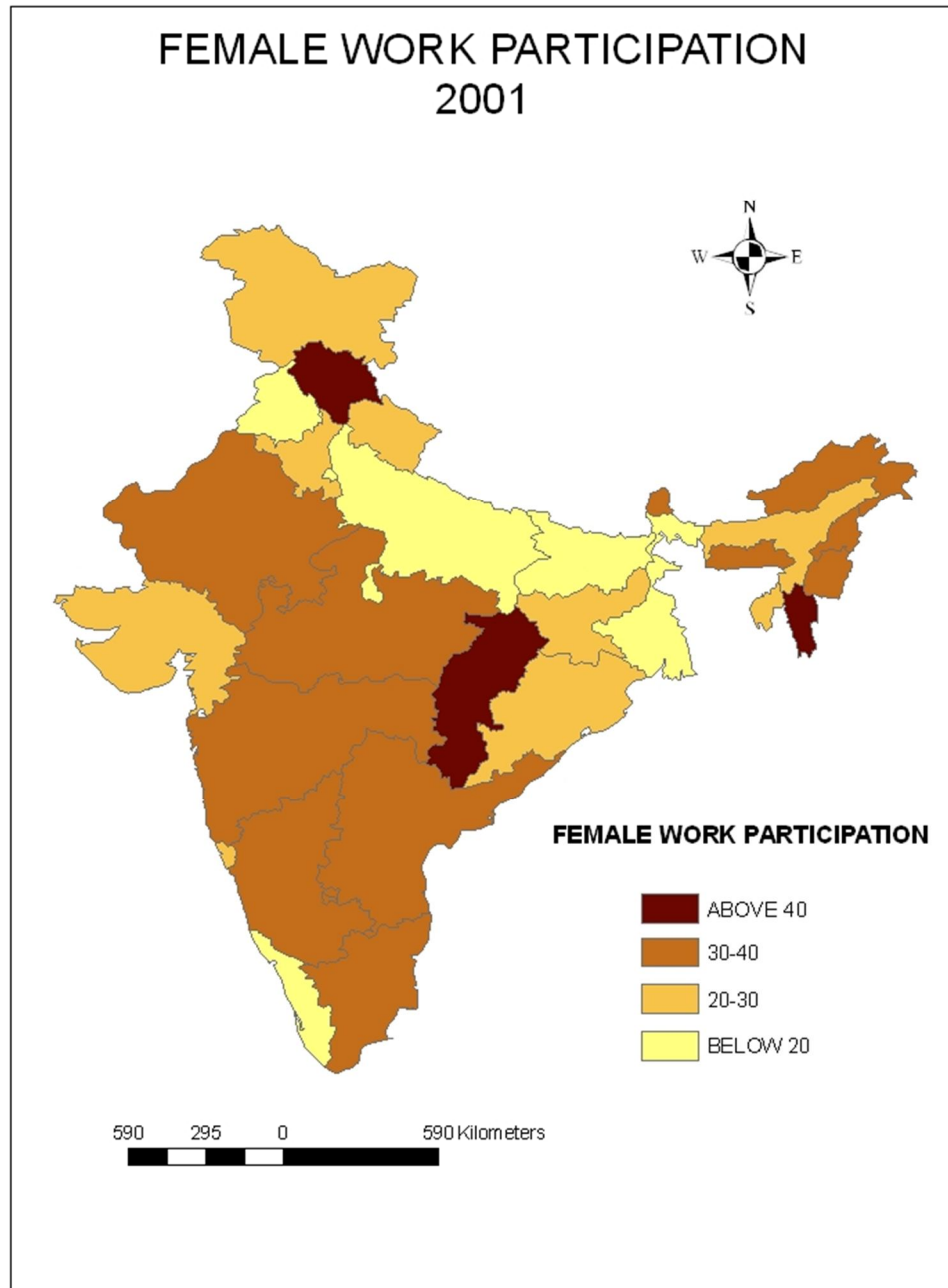 FEMALE WORK PARTICIPATION
2001
N
W E
S
FEMALE WORK PARTICIPATION
ABOVE 40
30-40
20-30
BELOW 20
590 295 0 590 Kilometers